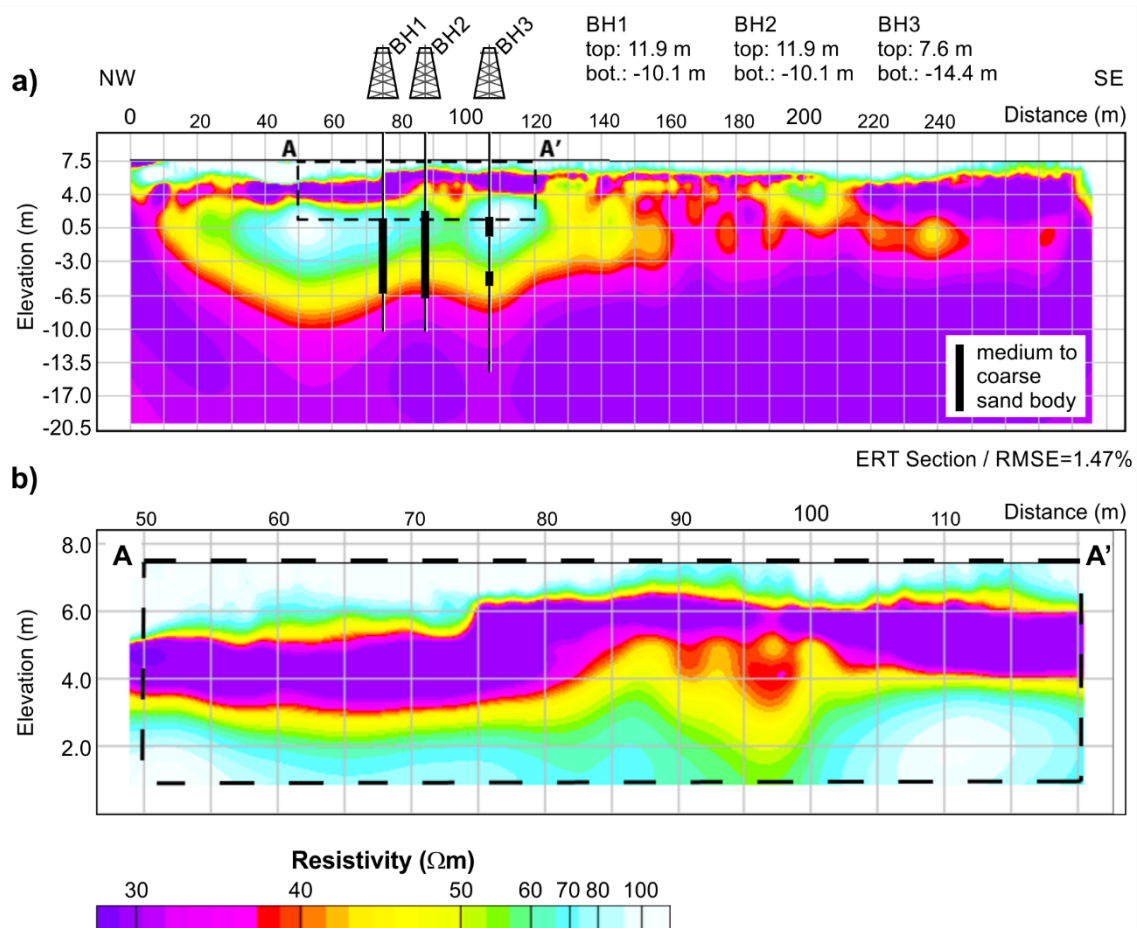 BH1
BH2
BH3
BH1
top: 11.9 m
bot.: -10.1 m
BH2
top: 11.9 m
bot.: -10.1 m
BH3
top: 7.6 m
bot.: -14.4 m
a)
NW
SE
0 20 40 60 80 100 120 140 160 180 200 220 240 Distance (m)
A A’
7.5
4.0
0.5
-3.0
-6.5
-10.0
-13.5
-17.0
-20.5
Elevation (m)
medium to
coarse
sand body
ERT Section / RMSE=1.47%
b)
50 60 70 80 90 100 110 Distance (m)
A A’
8.0
6.0
4.0
2.0
Elevation (m)
Resistivity (Ωm)
30 40 50 60 70 80 100